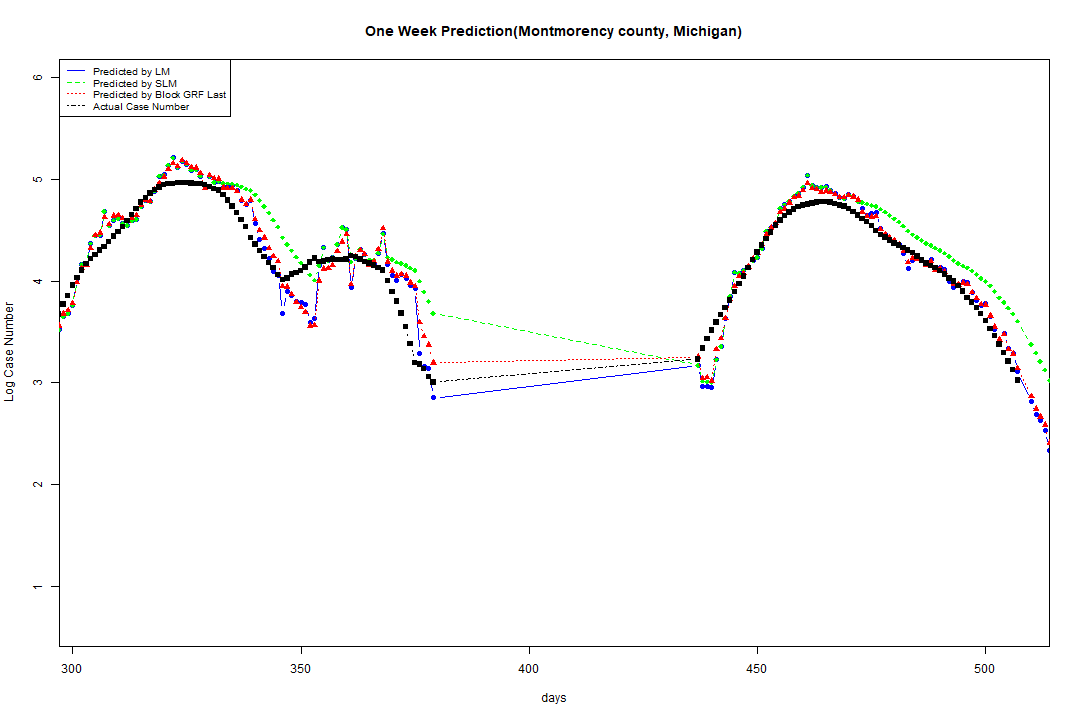 One Week Prediction(Montmorency county, Michigan)
Predicted by LM
Predicted by SLM
Predicted by Block GRF Last
Actual Case Number
6
5
4
3
2
1
Log Case Number
300 350 400 450 500
days